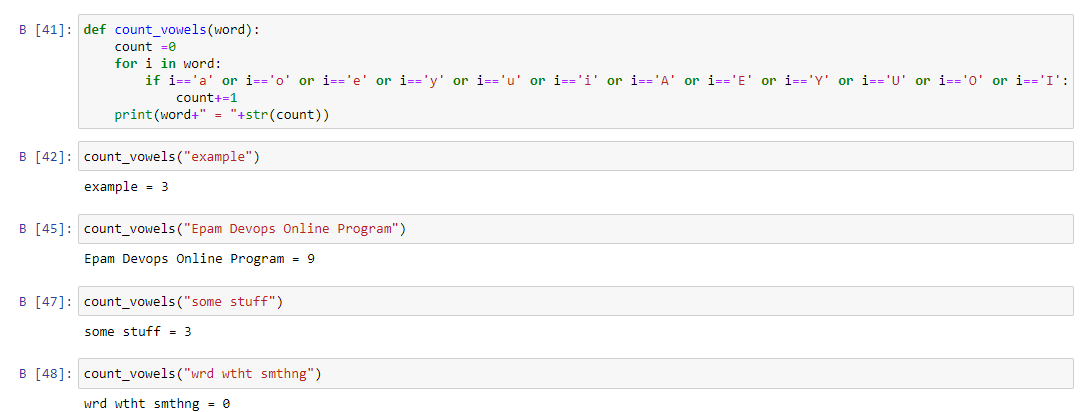 B [41]: def count_vowels(word):
    count =0
    for i in word:
        if i=='a' or i=='o' or i=='e' or i=='y' or i=='u' or i=='i' or i=='A' or i=='E' or i=='Y' or i=='U' or i=='O' or i=='I':
            count+=1
    print(word+" = "+str(count))
B [42]: count_vowels("example")
example = 3
B [45]: count_vowels("Epam Devops Online Program")
Epam Devops Online Program = 9
B [47]: count_vowels("some stuff")
some stuff = 3
B [48]: count_vowels("wrd wtht smthng")
wrd wtht smthng = 0